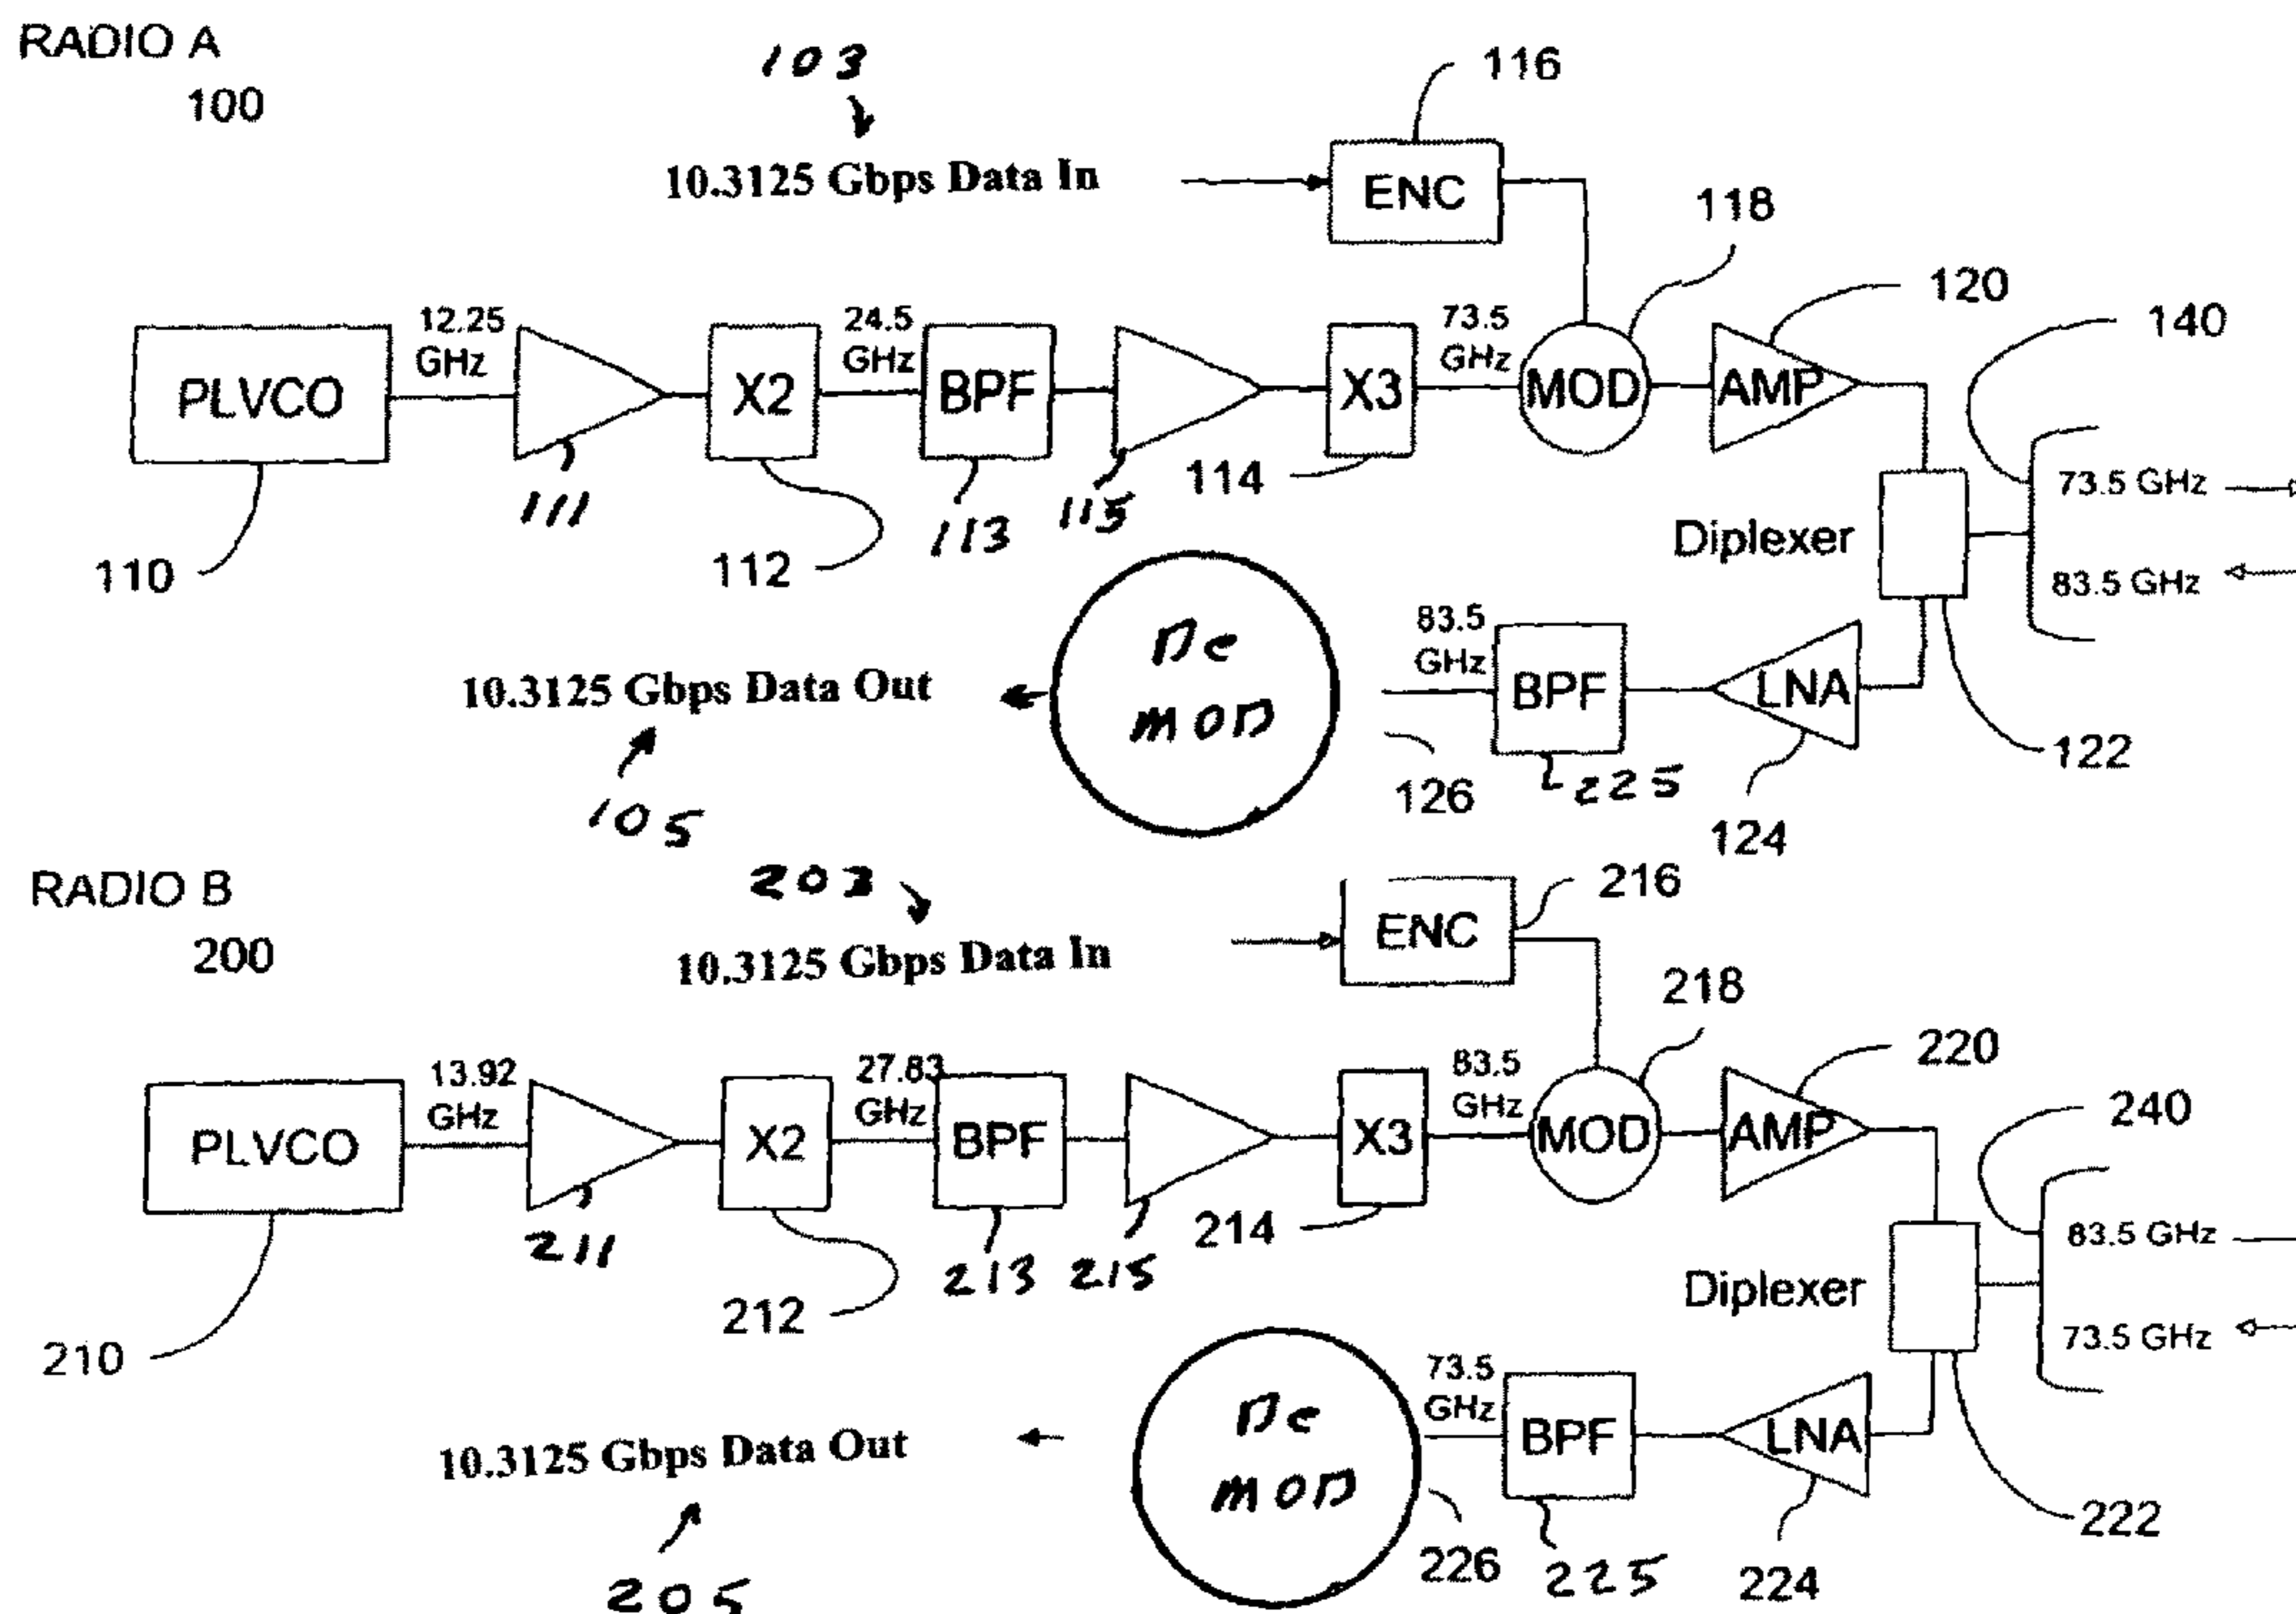 RADIO A
100
103
10.3125 Gbps Data In
116
ENC
118
12.25
GHz
24.5
GHz
73.5
GHz
120
140
PLVCO
X2
BPF
X3
MOD
AMP
110
111
112
113
115
114
73.5 GHz
Diplexer
83.5 GHz
De
mOD
10.3125 Gbps Data Out
105
83.5
GHz
BPF
LNA
126
225
124
122
RADIO B
200
203
10.3125 Gbps Data In
216
ENC
218
13.92
GHz
27.83
GHz
83.5
GHz
220
240
PLVCO
X2
BPF
X3
MOD
AMP
210
211
212
213
215
214
83.5 GHz
Diplexer
73.5 GHz
De
mOD
10.3125 Gbps Data Out
205
73.5
GHz
BPF
LNA
226
225
224
222